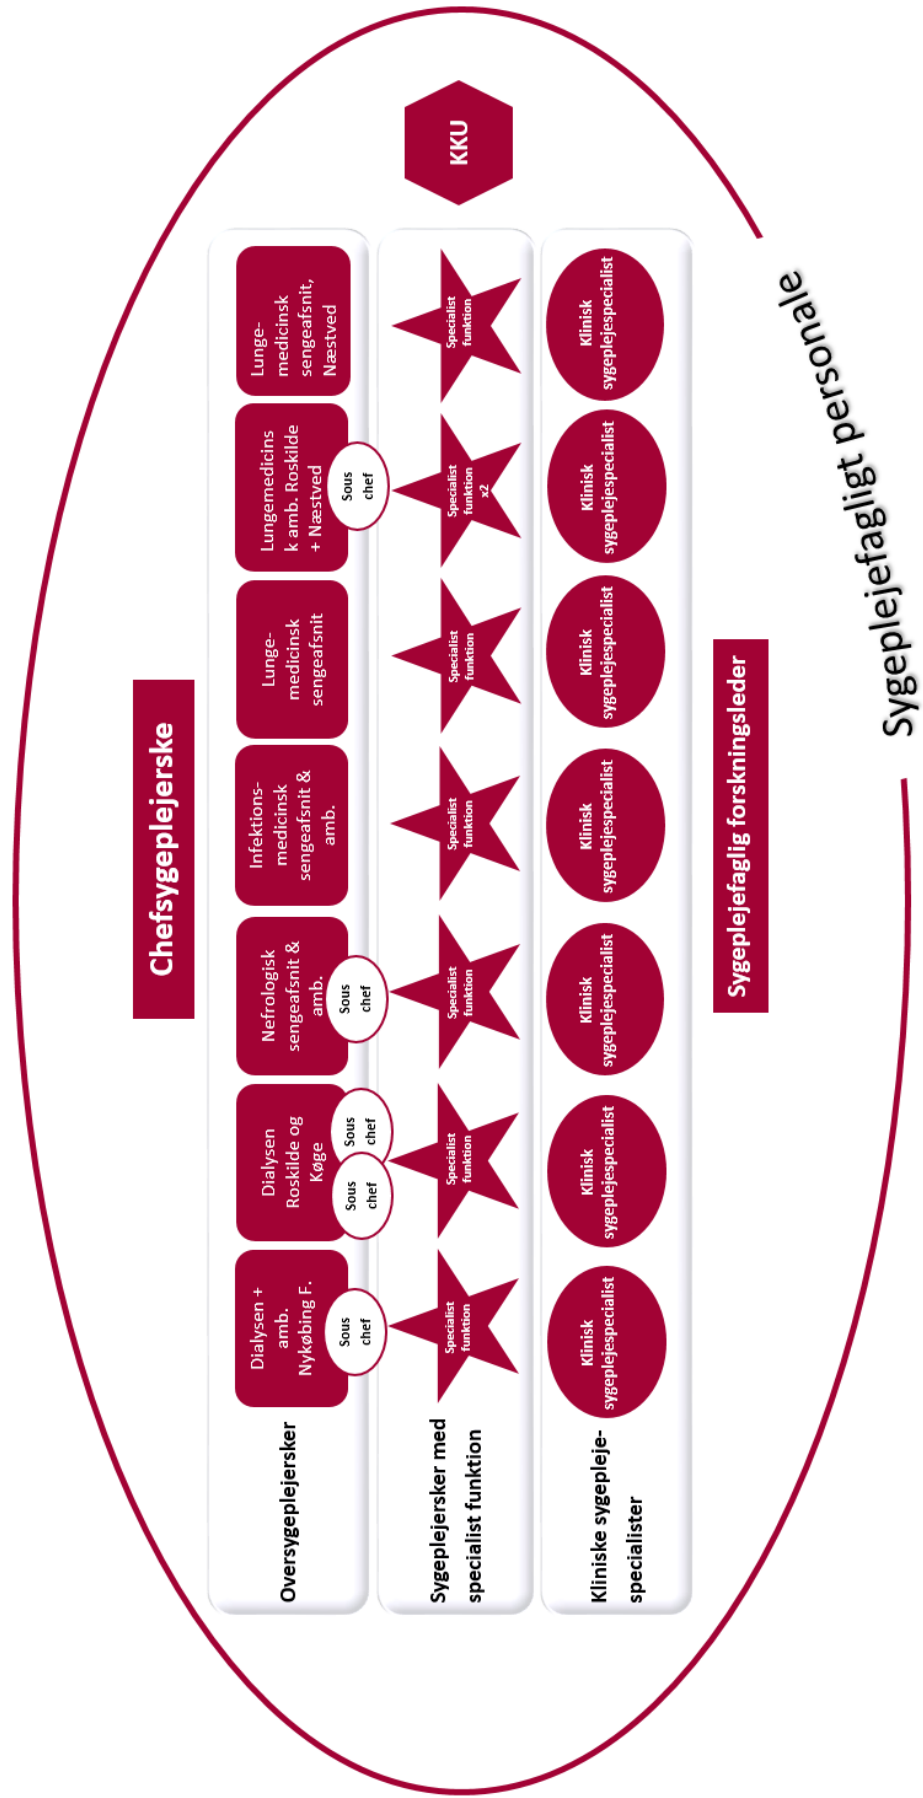 Chefsygeplejerske
Oversygeplejersker
Dialysen +
amb.
Nykøbing F.
Sous
chef
Dialysen
Roskilde og
Køge
Sous
chef
Sous
chef
Nefrologisk
sengeafsnit &
amb.
Sous
chef
Infektions-
medicinsk
sengeafsnit &
amb.
Lunge-
medicinsk
sengeafsnit
Lungemedicins
k amb. Roskilde
+ Næstved
Sous
chef
Lunge-
medicinsk
sengeafsnit,
Næstved
Sygeplejersker med
specialist funktion
Specialist
funktion
Specialist
funktion
Specialist
funktion
Specialist
funktion
Specialist
funktion
Specialist
funktion
x2
Specialist
funktion
KKU
Kliniske sygepleje-
specialister
Klinisk
sygeplejespecialist
Klinisk
sygeplejespecialist
Klinisk
sygeplejespecialist
Klinisk
sygeplejespecialist
Klinisk
sygeplejespecialist
Klinisk
sygeplejespecialist
Klinisk
sygeplejespecialist
Sygeplejefaglig forskningsleder
Sygeplejefagligt personale